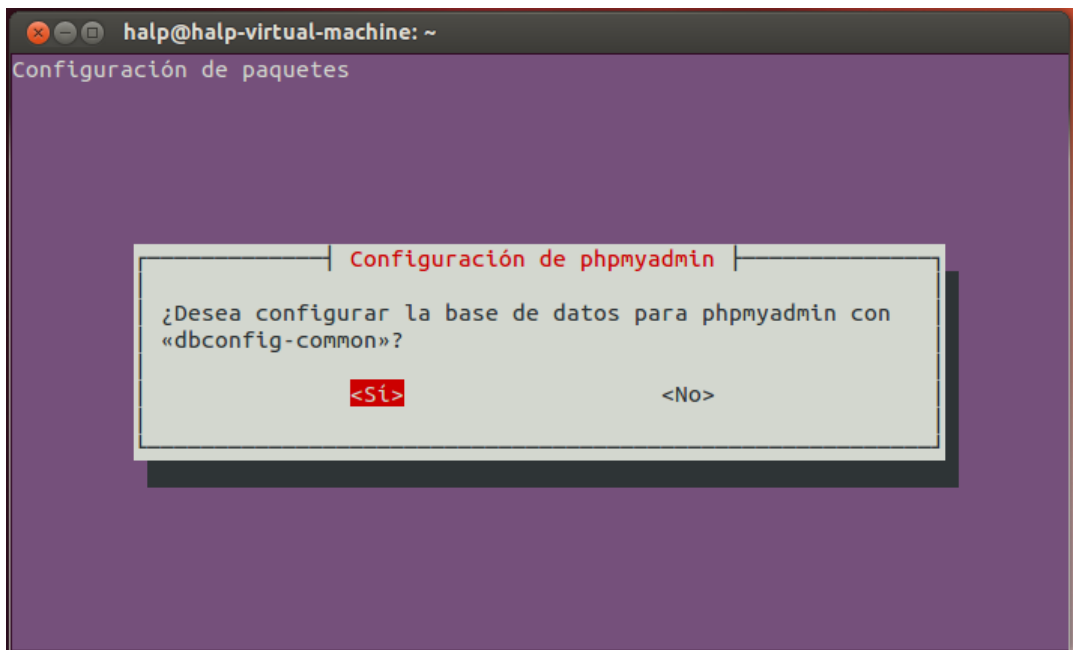 halp@halp-virtual-machine: ~
Configuración de paquetes
Configuración de phpmyadmin
¿Desea configurar la base de datos para phpmyadmin con
«dbconfig-common»?
<Sí> <No>